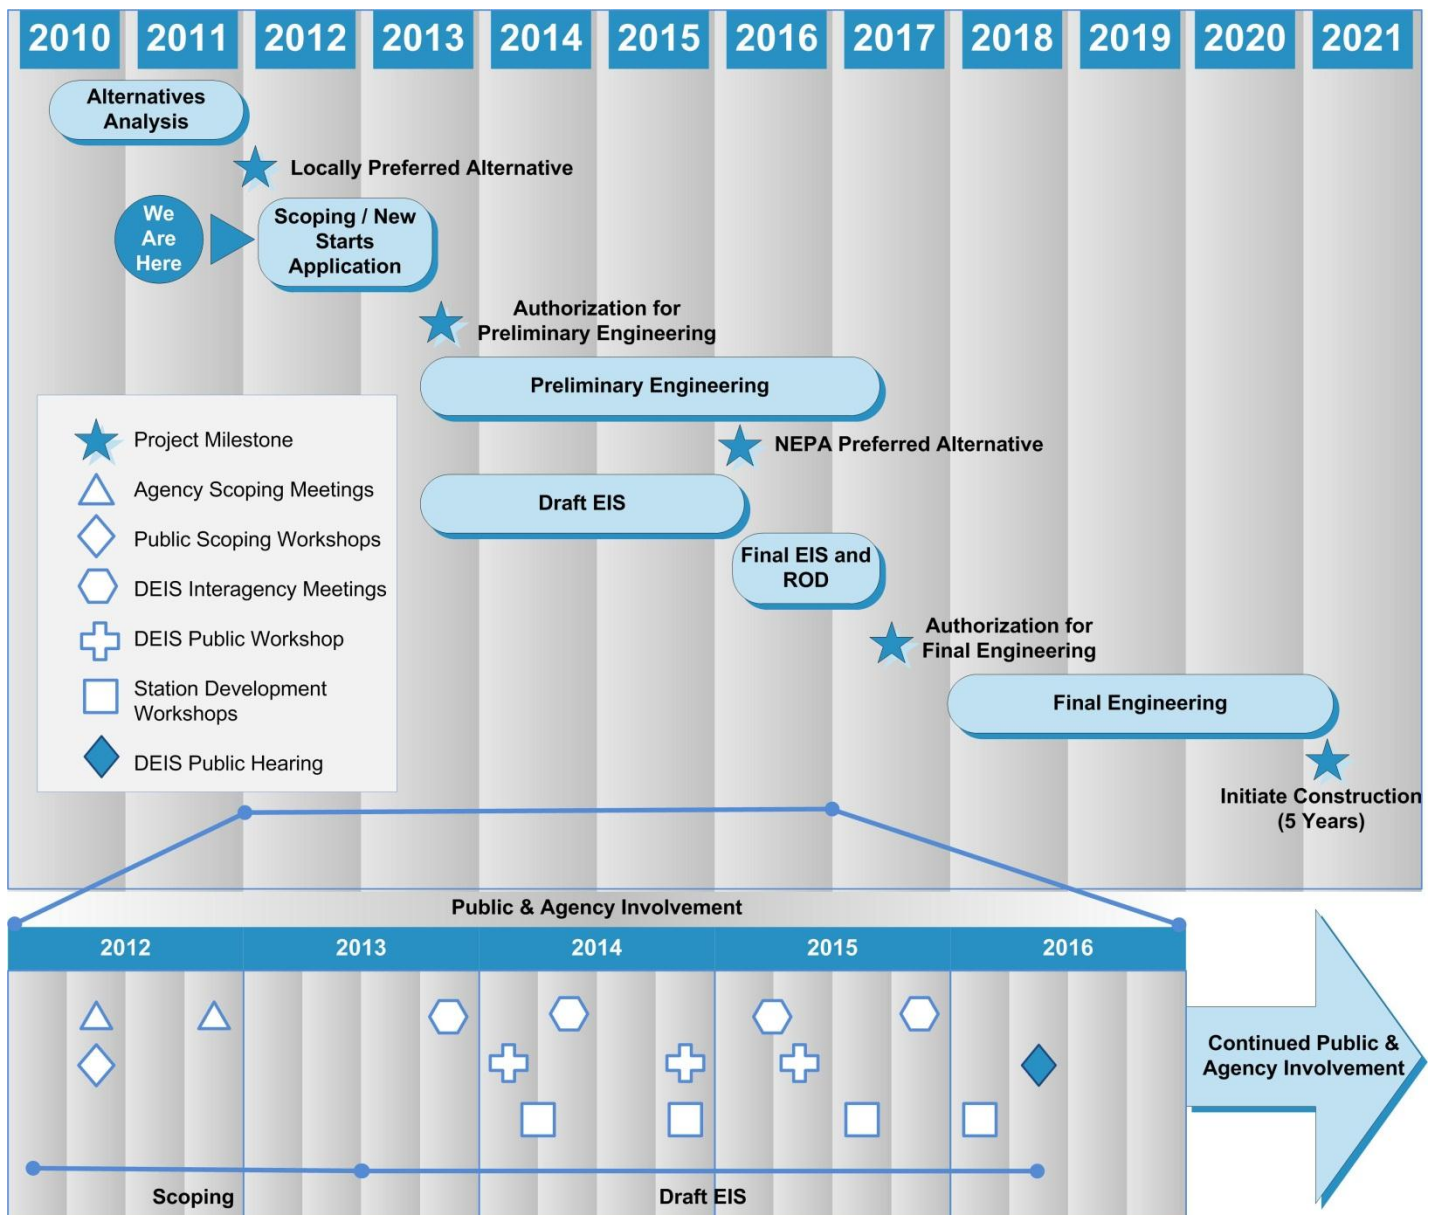 2010 2011 2012 2013 2014 2015 2016 2017 2018 2019 2020 2021
Alternatives
Analysis
Locally Preferred Alternative
We
Are
Here
Scoping / New
Starts
Application
Authorization for
Preliminary Engineering
Preliminary Engineering
NEPA Preferred Alternative
Draft EIS
Final EIS and
ROD
Authorization for
Final Engineering
Final Engineering
Initiate Construction
(5 Years)
Project Milestone
Agency Scoping Meetings
Public Scoping Workshops
DEIS Interagency Meetings
DEIS Public Workshop
Station Development
Workshops
DEIS Public Hearing
Public & Agency Involvement
2012 2013 2014 2015 2016
Continued Public &
Agency Involvement
Scoping
Draft EIS